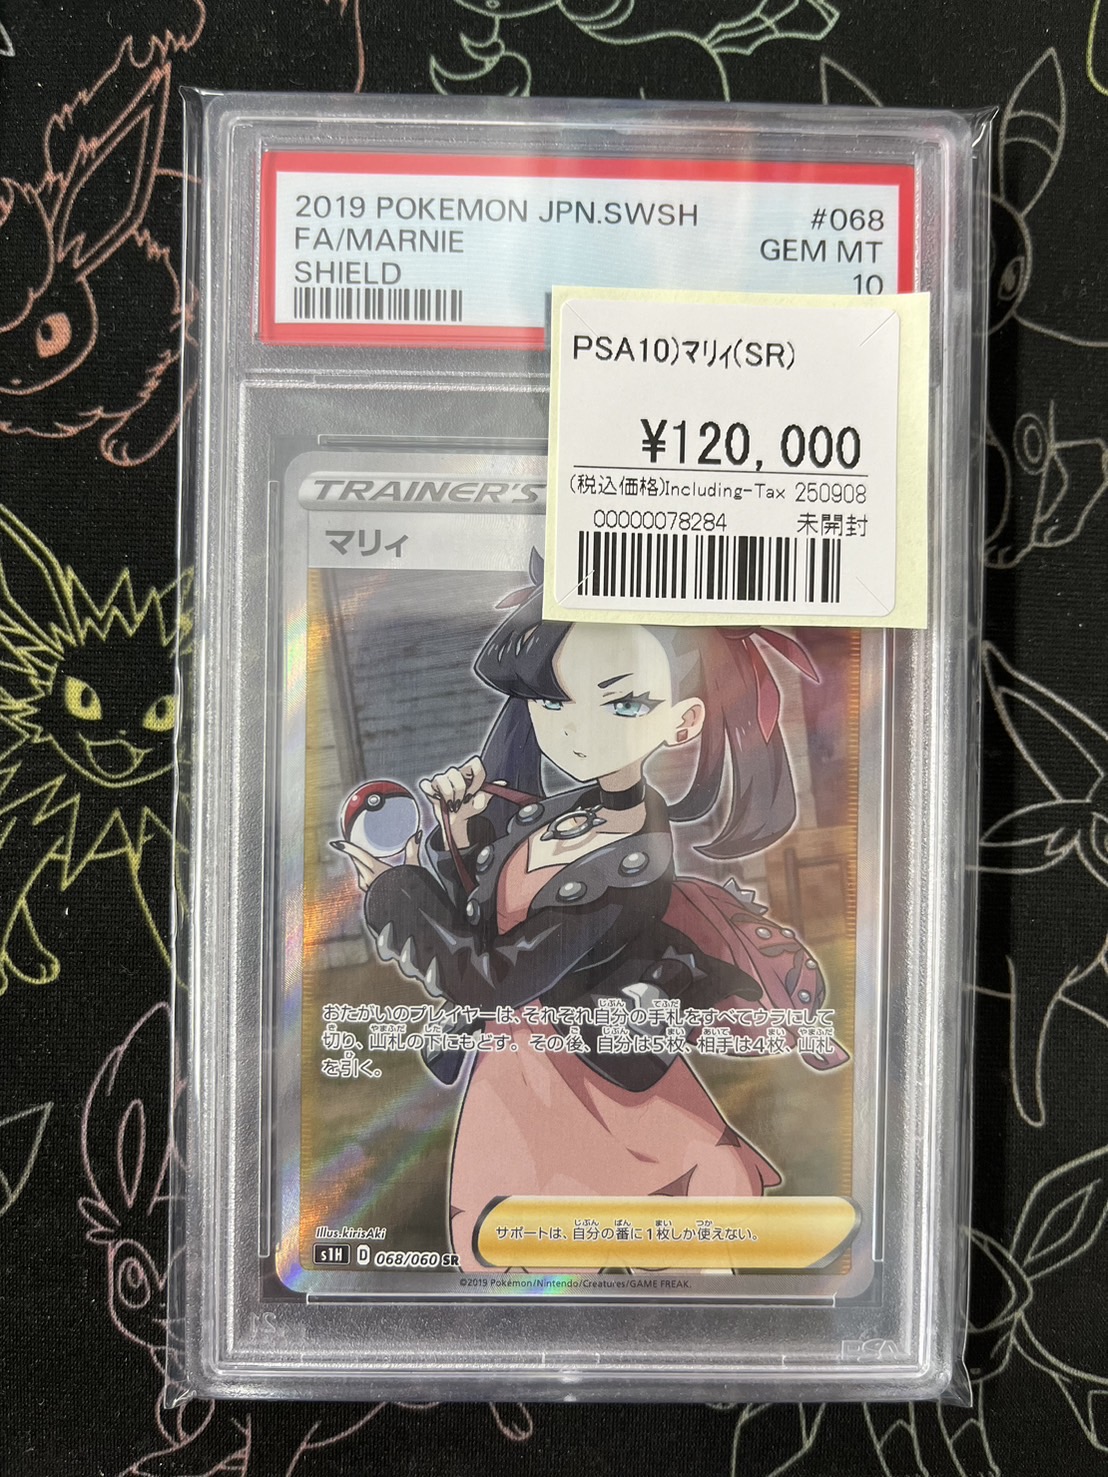 2019 POKEMON JPN.SWSH #068
FA/MARNIE GEM MT
SHIELD 10
PSA10)マリィ(SR)
¥120,000
(税込価格)Including-Tax 250908
00000078284 未開封
TRAINER'S
マリィ
おたがいのプレイヤーは、それぞれ自分の手札をすべてウラにして
切り、山札の下にもどす。その後、自分は5枚、相手は4枚、山札
を引く。
Illus.kirisAki
サポートは、自分の番に1枚しか使えない。
s1H D 068/060 SR
©2019 Pokémon/Nintendo/Creatures/GAME FREAK.
PSA